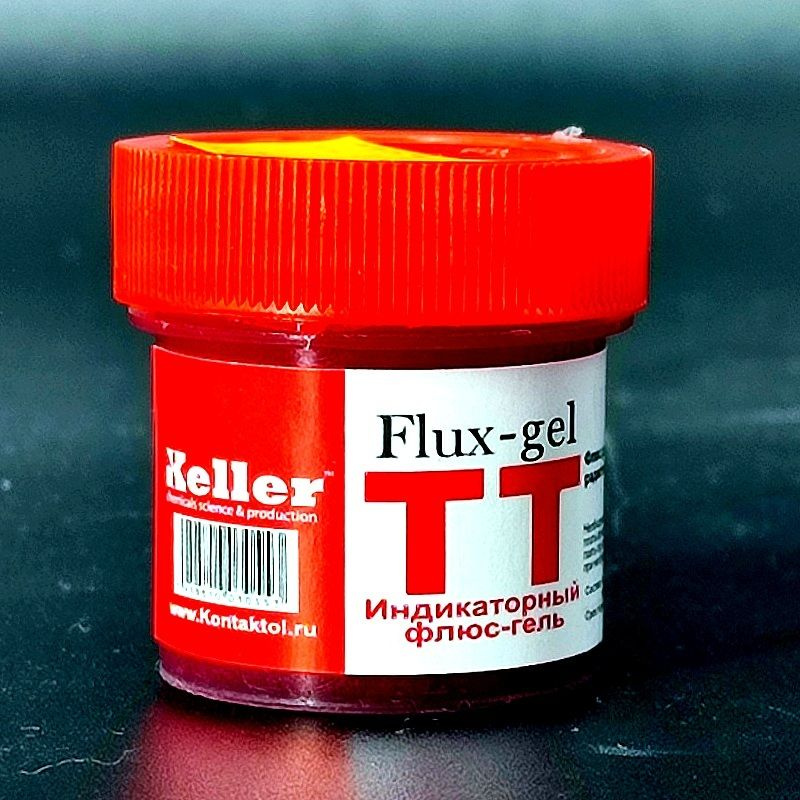 Keller
chemicals science & production
www.Kontaktol.ru
Flux-gel
TT
Индикаторный
флюс-гель